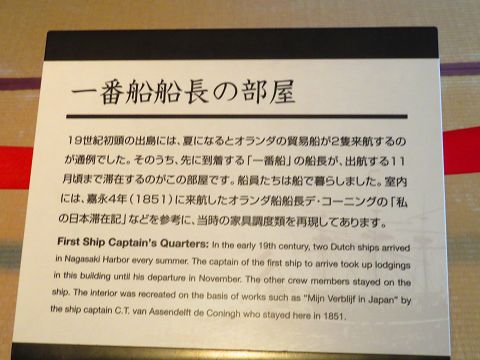 一番船船長の部屋
19世紀初頭の出島には、夏になるとオランダの貿易船が2隻来航するの
が通例でした。そのうち、先に到着する「一番船」の船長が、出航する11
月頃まで滞在するのがこの部屋です。船員たちは船で暮らしました。室内
には、嘉永4年（1851）に来航したオランダ船船長デ・コーニングの「私
の日本滞在記」などを参考に、当時の家具調度類を再現してあります。
First Ship Captain's Quarters: In the early 19th century, two Dutch ships arrived
in Nagasaki Harbor every summer. The captain of the first ship to arrive took up lodgings
in this building until his departure in November. The other crew members stayed on the
ship. The interior was recreated on the basis of works such as "Mijn Verblijf in Japan" by
the ship captain C.T. van Assendelft de Coningh who stayed here in 1851.